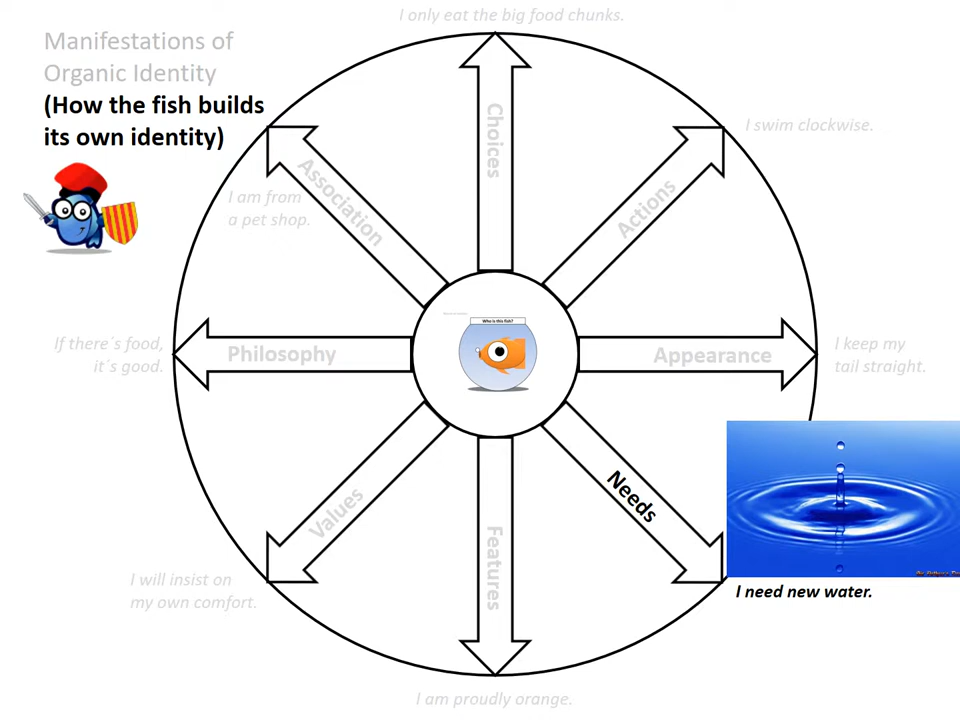 I only eat the big food chunks.
Manifestations of
Organic Identity
(How the fish builds
its own identity)
Choices
I swim clockwise.
Association
Actions
I am from
a pet shop.
Who is this fish?
If there´s food,
it´s good.
Philosophy
Appearance
I keep my
tail straight.
Needs
Values
Features
I will insist on
my own comfort.
I need new water.
I am proudly orange.